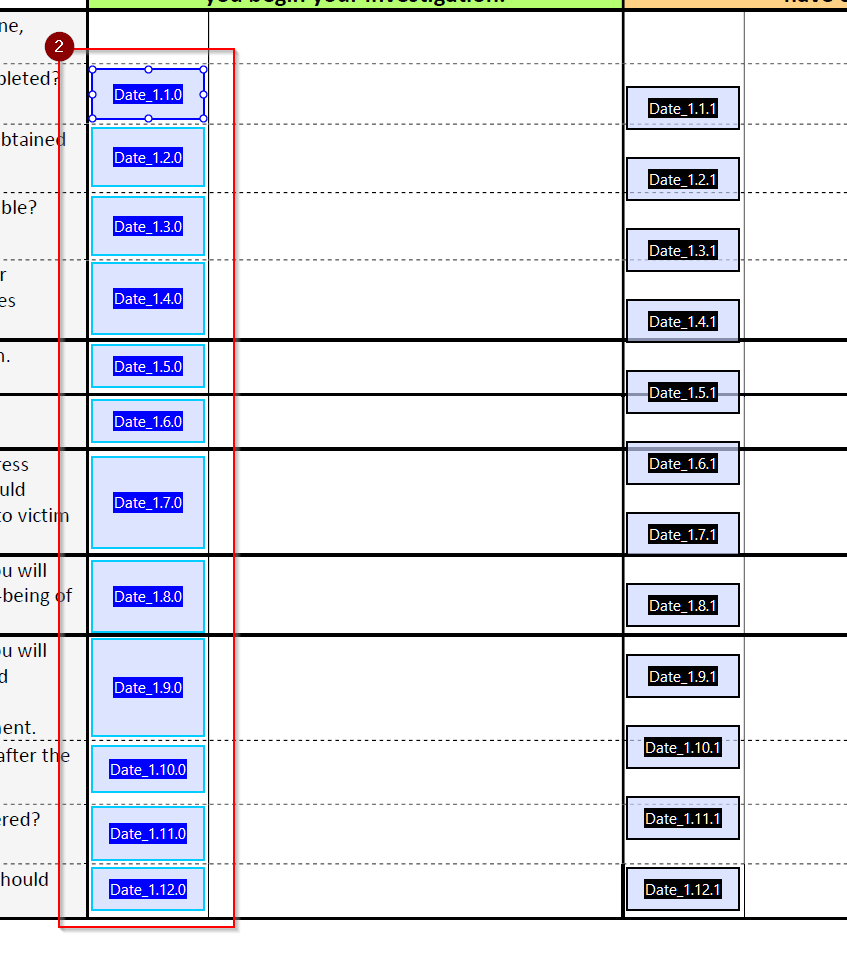 you begin your investigation.
ne,
2
pleted?
Date_1.1.0
Date_1.1.1
btained
Date_1.2.0
Date_1.2.1
ble?
Date_1.3.0
Date_1.3.1
r
es
Date_1.4.0
Date_1.4.1
n.
Date_1.5.0
Date_1.5.1
Date_1.6.0
Date_1.6.1
ress
uld
to victim
Date_1.7.0
Date_1.7.1
ou will
-being of
Date_1.8.0
Date_1.8.1
ou will
d
ent.
Date_1.9.0
Date_1.9.1
after the
Date_1.10.0
Date_1.10.1
ered?
Date_1.11.0
Date_1.11.1
hould
Date_1.12.0
Date_1.12.1